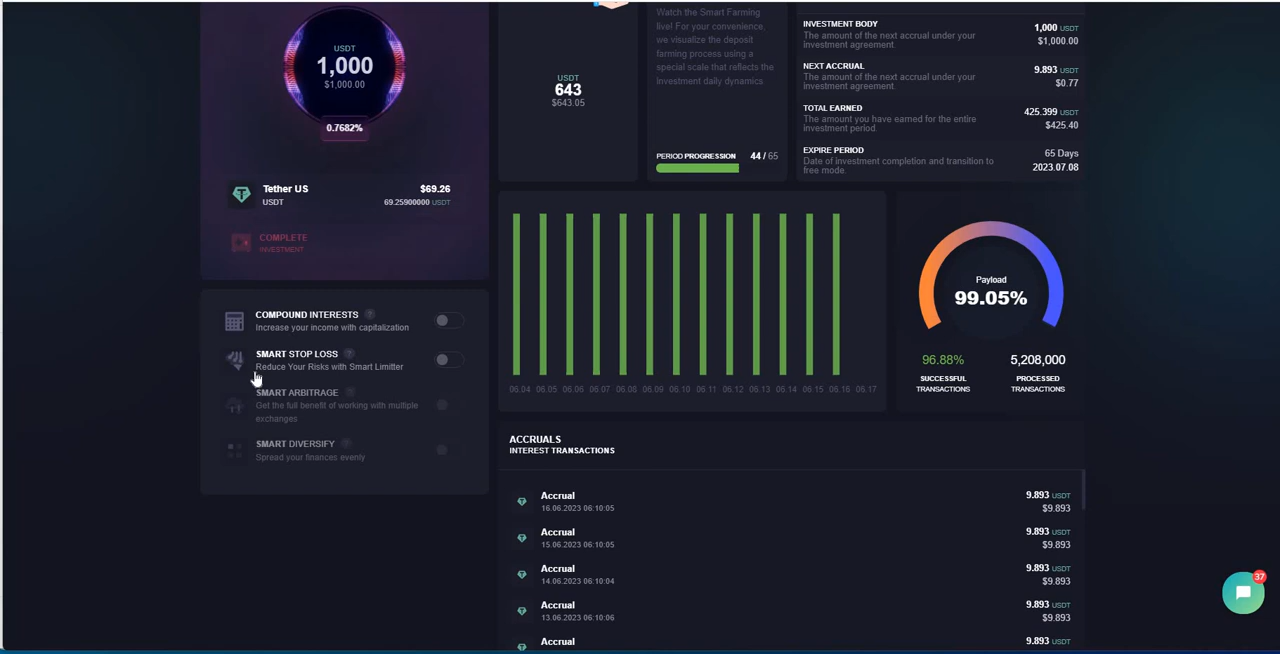 USDT
1,000
$1,000.00
0.7682%
Tether US
$69.26
USDT
69.25900000 USDT
COMPLETE
INVESTMENT
COMPOUND INTERESTS ?
Increase your income with capitalization
SMART STOP LOSS ?
Reduce Your Risks with Smart Limitter
SMART ARBITRAGE ?
Get the full benefit of working with multiple
exchanges
SMART DIVERSIFY ?
Spread your finances evenly
USDT
643
$643.05
Watch the Smart Farming
live! For your convenience,
we visualize the deposit
farming process using a
special scale that reflects the
investment daily dynamics
PERIOD PROGRESSION 44 / 65
INVESTMENT BODY
The amount of the next accrual under your
investment agreement.
1,000 USDT
$1,000.00
NEXT ACCRUAL
The amount of the next accrual under your
investment agreement.
9.893 USDT
$0.77
TOTAL EARNED
The amount you have earned for the entire
investment period.
425.399 USDT
$425.40
EXPIRE PERIOD
Date of investment completion and transition to
free mode.
65 Days
2023.07.08
06.04 06.05 06.06 06.07 06.08 06.09 06.10 06.11 06.12 06.13 06.14 06.15 06.16 06.17
Payload
99.05%
96.88%
SUCCESSFUL
TRANSACTIONS
5,208,000
PROCESSED
TRANSACTIONS
ACCRUALS
INTEREST TRANSACTIONS
Accrual
16.06.2023 06:10:05
9.893 USDT
$9.893
Accrual
15.06.2023 06:10:05
9.893 USDT
$9.893
Accrual
14.06.2023 06:10:04
9.893 USDT
$9.893
Accrual
13.06.2023 06:10:06
9.893 USDT
$9.893
Accrual
9.893 USDT
37